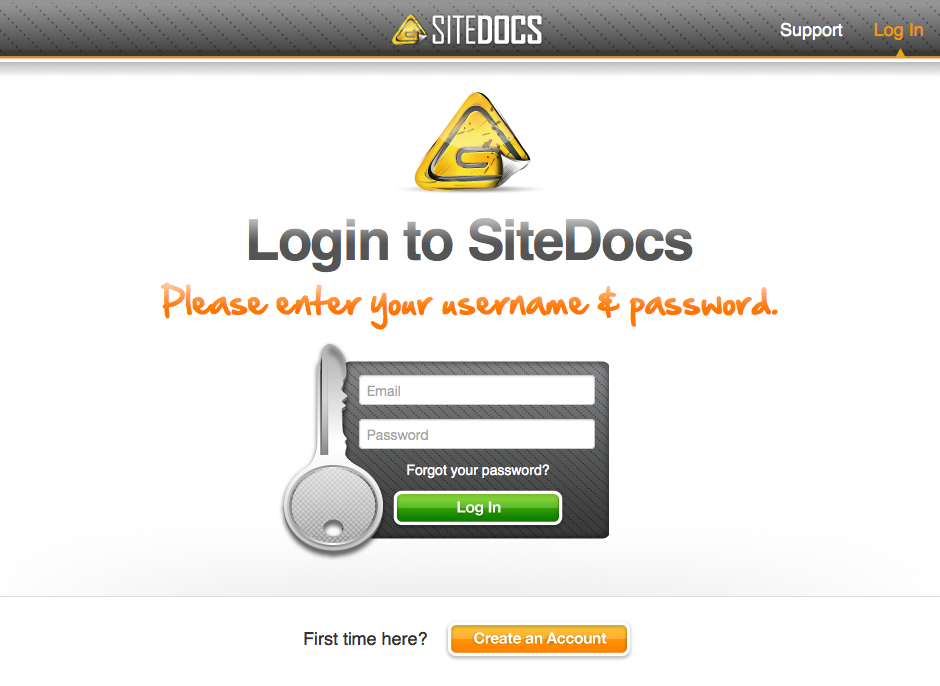 SITEDOCS
Support
Log In
Login to SiteDocs
Please enter your username & password.
Email
Password
Forgot your password?
Log In
First time here?
Create an Account